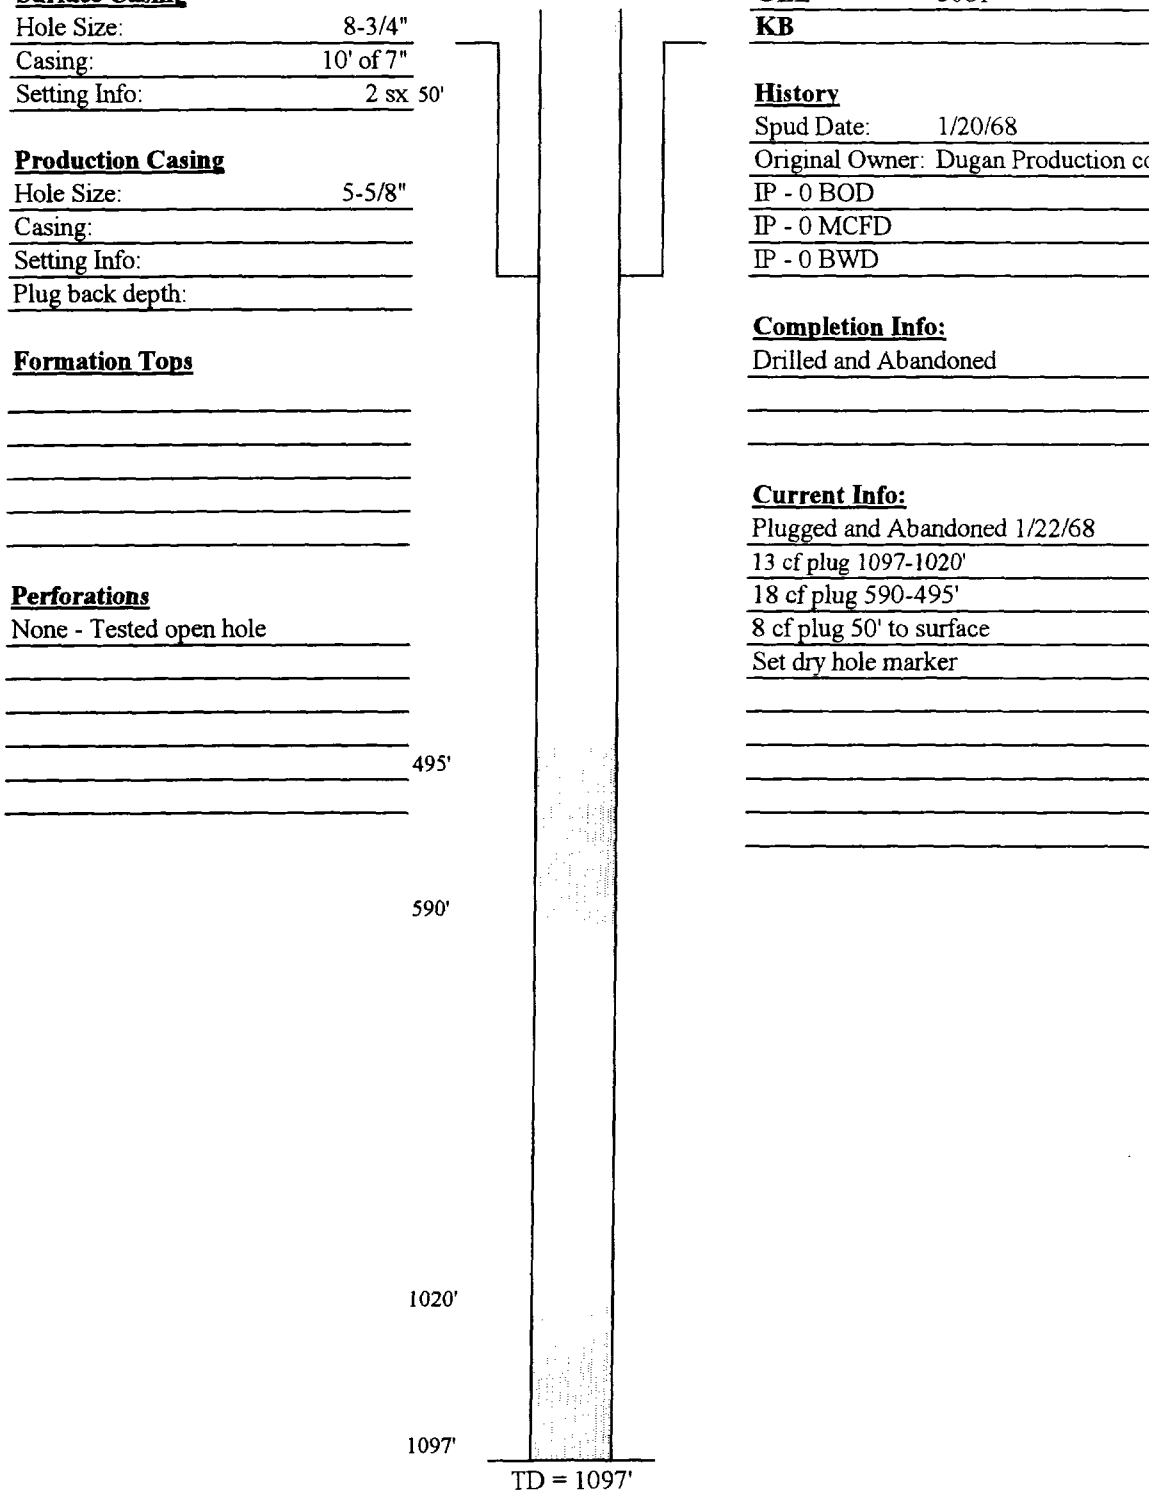 Surface Casing
Hole Size: 8-3/4"
Casing: 10' of 7"
Setting Info: 2 sx 50'
Production Casing
Hole Size: 5-5/8"
Casing:
Setting Info:
Plug back depth:
Formation Tops
Perforations
None - Tested open hole
495'
590'
1020'
1097'
TD = 1097'
KB
History
Spud Date: 1/20/68
Original Owner: Dugan Production co
IP - 0 BOD
IP - 0 MCFD
IP - 0 BWD
Completion Info:
Drilled and Abandoned
Current Info:
Plugged and Abandoned 1/22/68
13 cf plug 1097-1020'
18 cf plug 590-495'
8 cf plug 50' to surface
Set dry hole marker